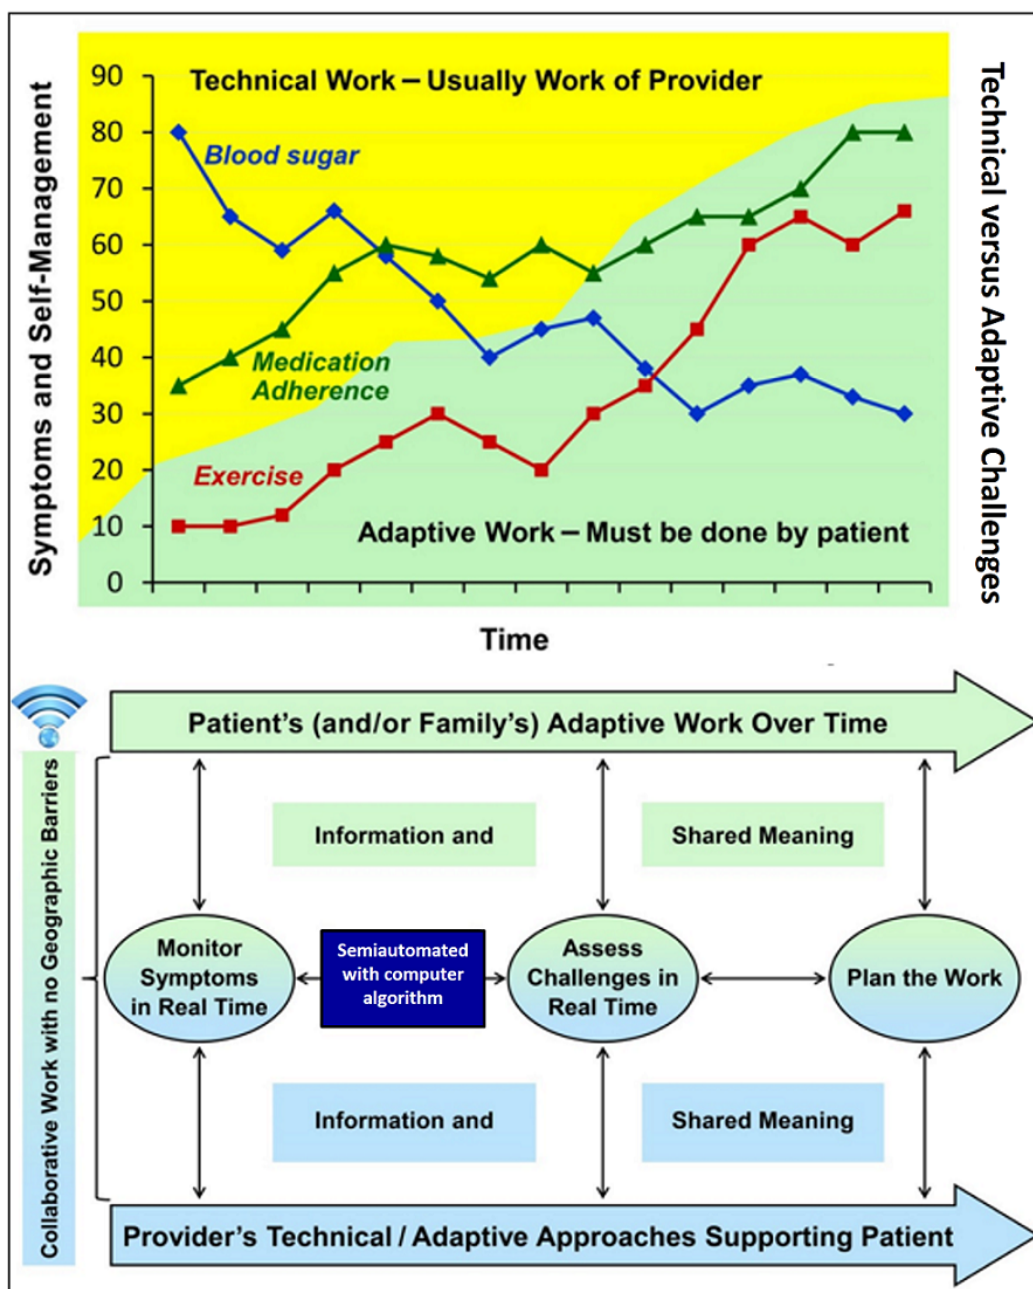 Technical Work – Usually Work of Provider
Symptoms and Self-Management
Technical versus Adaptive Challenges
90
80
70
60
50
40
30
20
10
0
Blood sugar
Medication
Adherence
Exercise
Adaptive Work – Must be done by patient
Time
Patient's (and/or Family's) Adaptive Work Over Time
Collaborative Work with no Geographic Barriers
Information and
Shared Meaning
Monitor
Symptoms
in Real Time
Semiautomated
with computer
algorithm
Assess
Challenges in
Real Time
Plan the Work
Information and
Shared Meaning
Provider's Technical / Adaptive Approaches Supporting Patient